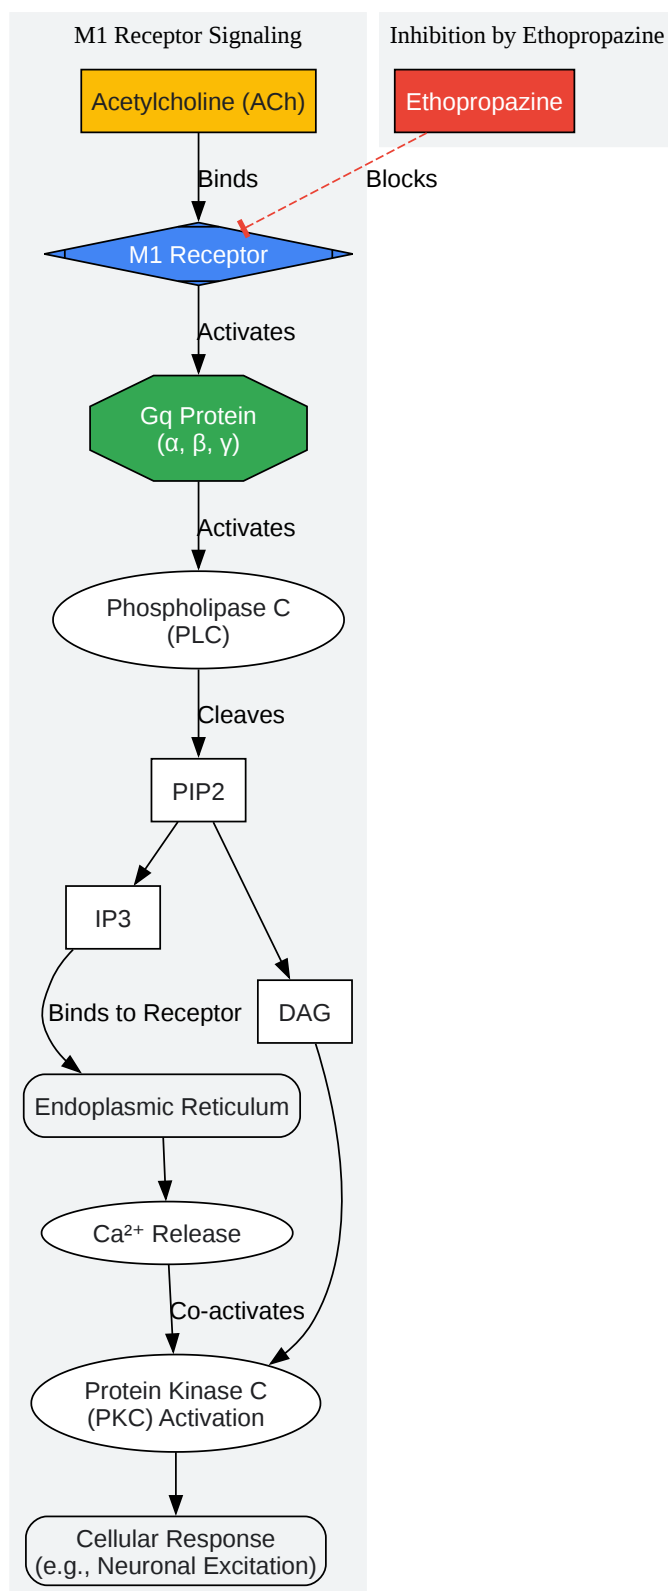 M1 Receptor Signaling
Inhibition by Ethopropazine
Acetylcholine (ACh)
Ethopropazine
Binds
Blocks
M1 Receptor
Activates
Gq Protein
(α, β, γ)
Activates
Phospholipase C
(PLC)
Cleaves
PIP2
IP3
DAG
Binds to Receptor
Endoplasmic Reticulum
Ca²⁺ Release
Co-activates
Protein Kinase C
(PKC) Activation
Cellular Response
(e.g., Neuronal Excitation)